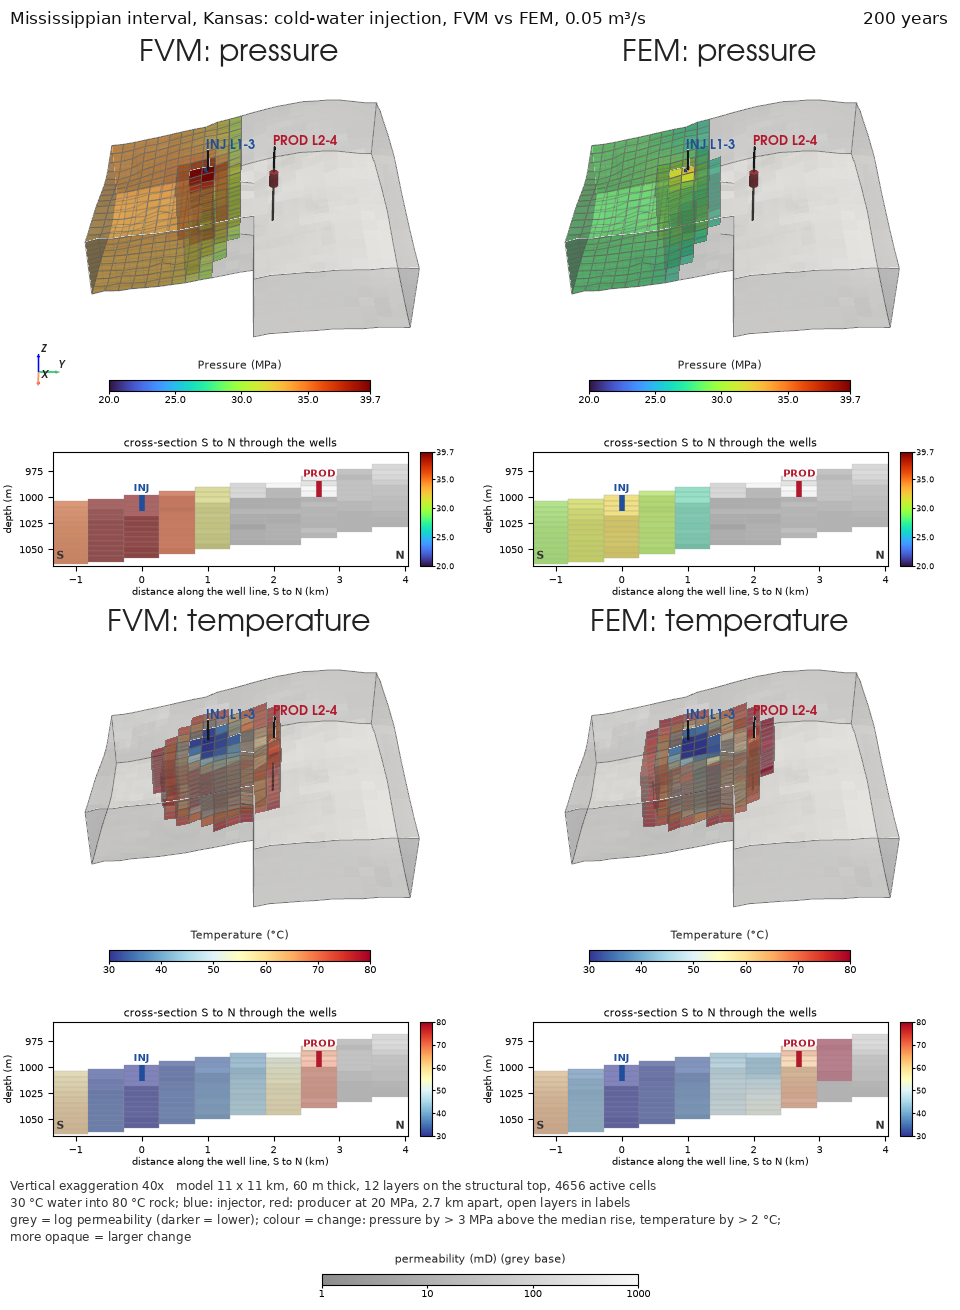 Mississippian interval, Kansas: cold-water injection, FVM vs FEM, 0.05 m³/s
200 years
FVM: pressure
FEM: pressure
INJ L1-3
PROD L2-4
INJ L1-3
PROD L2-4
Z
Y
X
Pressure (MPa)
20.0 25.0 30.0 35.0 39.7
Pressure (MPa)
20.0 25.0 30.0 35.0 39.7
cross-section S to N through the wells
depth (m)
975
1000
1025
1050
INJ
PROD
S
N
−1 0 1 2 3 4
distance along the well line, S to N (km)
39.7
35.0
30.0
25.0
20.0
cross-section S to N through the wells
depth (m)
975
1000
1025
1050
INJ
PROD
S
N
−1 0 1 2 3 4
distance along the well line, S to N (km)
39.7
35.0
30.0
25.0
20.0
FVM: temperature
FEM: temperature
INJ L1-3
PROD L2-4
INJ L1-3
PROD L2-4
Temperature (°C)
30 40 50 60 70 80
Temperature (°C)
30 40 50 60 70 80
cross-section S to N through the wells
depth (m)
975
1000
1025
1050
INJ
PROD
S
N
−1 0 1 2 3 4
distance along the well line, S to N (km)
80
70
60
50
40
30
cross-section S to N through the wells
depth (m)
975
1000
1025
1050
INJ
PROD
S
N
−1 0 1 2 3 4
distance along the well line, S to N (km)
80
70
60
50
40
30
Vertical exaggeration 40x model 11 x 11 km, 60 m thick, 12 layers on the structural top, 4656 active cells
30 °C water into 80 °C rock; blue: injector, red: producer at 20 MPa, 2.7 km apart, open layers in labels
grey = log permeability (darker = lower); colour = change: pressure by > 3 MPa above the median rise, temperature by > 2 °C;
more opaque = larger change
permeability (mD) (grey base)
1 10 100 1000